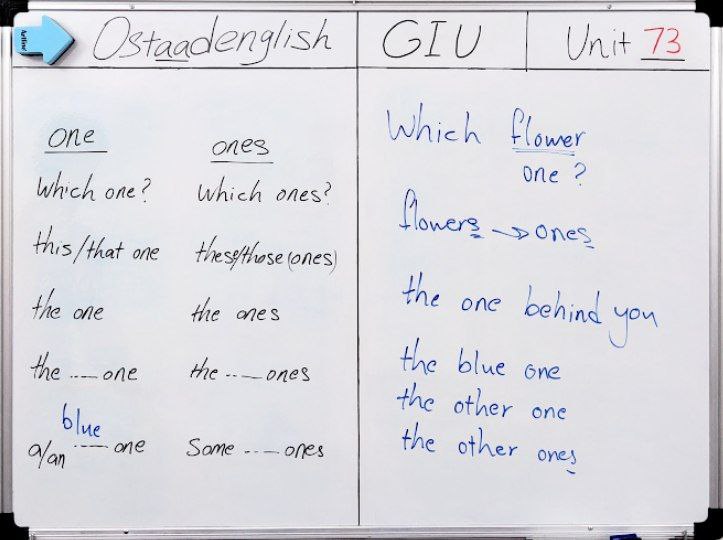 Ostaadenglish
GIU
Unit 73
one
Which one?
this/that one
the one
the ---- one
blue
a/an ---- one
ones
Which ones?
these/those (ones)
the ones
the ---- ones
Some ---- ones
Which flower
one ?
flowers → ones
the one behind you
the blue one
the other one
the other ones